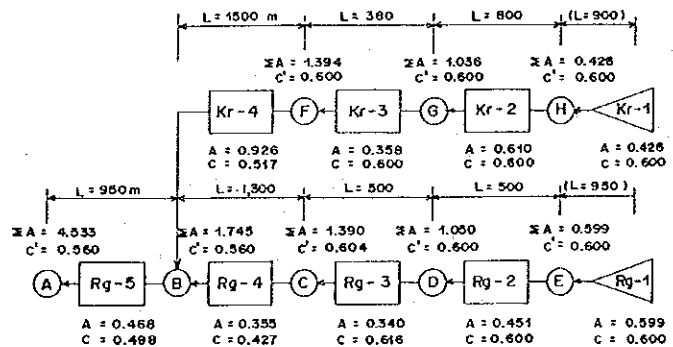 L = 1500 m L = 360 L = 800 (L=900)
ΣA = 1.394 ΣA = 1.036 ΣA = 0.426
C' = 0.600 C' = 0.600 C' = 0.600
Kr-4 F Kr-3 G Kr-2 H Kr-1
A = 0.926 A = 0.358 A = 0.610 A = 0.426
C = 0.517 C = 0.600 C = 0.600 C = 0.600
L = 950 m L = 1,300 L = 500 L = 500 (L = 950)
ΣA = 4.533 ΣA = 1.745 ΣA = 1.390 ΣA = 1.050 ΣA = 0.599
C' = 0.560 C' = 0.560 C' = 0.604 C' = 0.600 C' = 0.600
A Rg-5 B Rg-4 C Rg-3 D Rg-2 E Rg-1
A = 0.468 A = 0.355 A = 0.340 A = 0.451 A = 0.599
C = 0.498 C = 0.427 C = 0.616 C = 0.600 C = 0.600